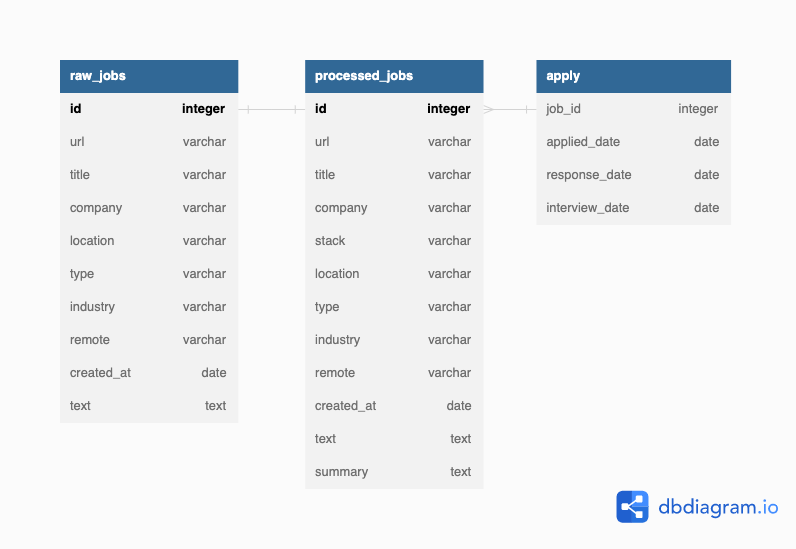 raw_jobs
id integer
url varchar
title varchar
company varchar
location varchar
type varchar
industry varchar
remote varchar
created_at date
text text
processed_jobs
id integer
url varchar
title varchar
company varchar
stack varchar
location varchar
type varchar
industry varchar
remote varchar
created_at date
text text
summary text
apply
job_id integer
applied_date date
response_date date
interview_date date
dbdiagram.io